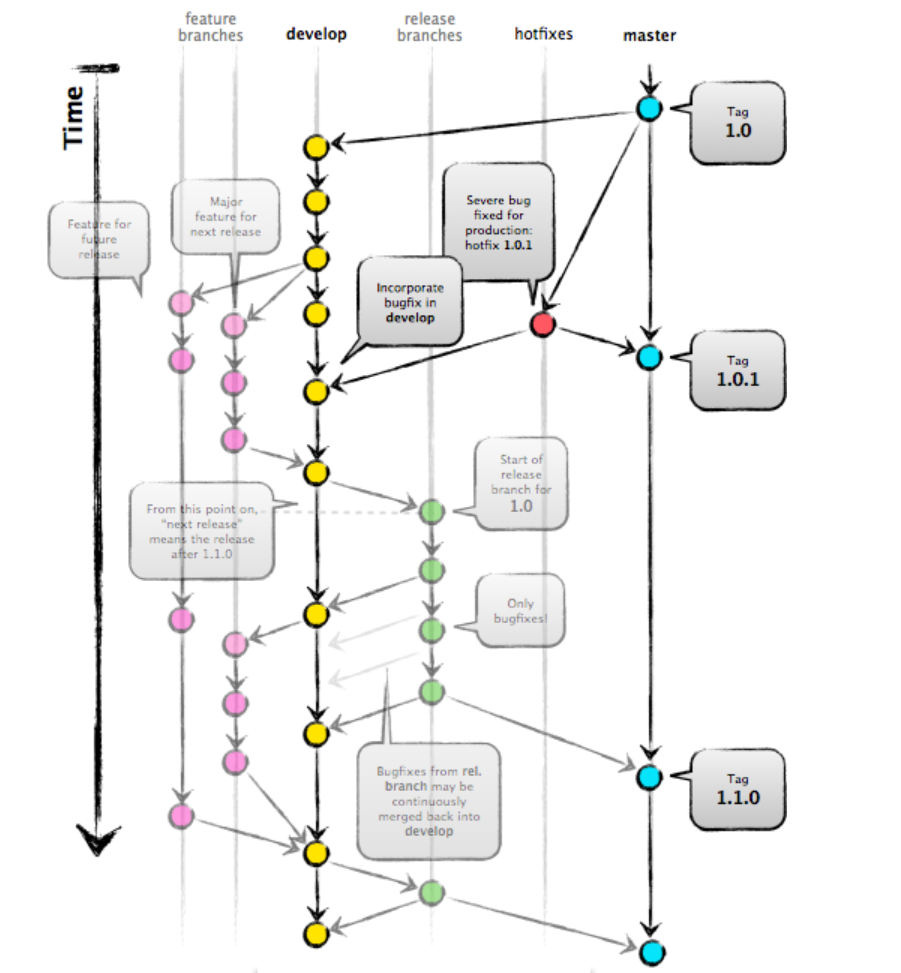 feature
branches
develop
release
branches
hotfixes
master
Time
Tag
1.0
Severe bug
fixed for
production:
hotfix 1.0.1
Major
feature for
next release
Feature for
future
release
Incorporate
bugfix in
develop
Tag
1.0.1
Start of
release
branch for
1.0
From this point on,
"next release"
means the release
after 1.1.0
Only
bugfixes!
Bugfixes from rel.
branch may be
continuously
merged back into
develop
Tag
1.1.0